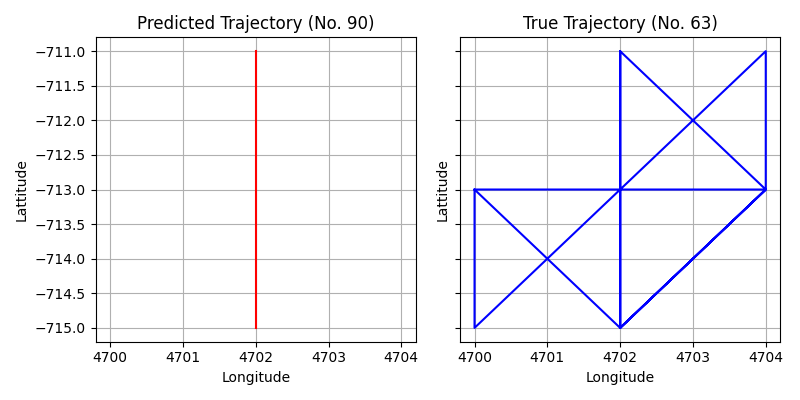 Predicted Trajectory (No. 90)
True Trajectory (No. 63)
−711.0
−711.5
−712.0
−712.5
−713.0
−713.5
−714.0
−714.5
−715.0
Lattitude
Lattitude
4700 4701 4702 4703 4704
4700 4701 4702 4703 4704
Longitude
Longitude